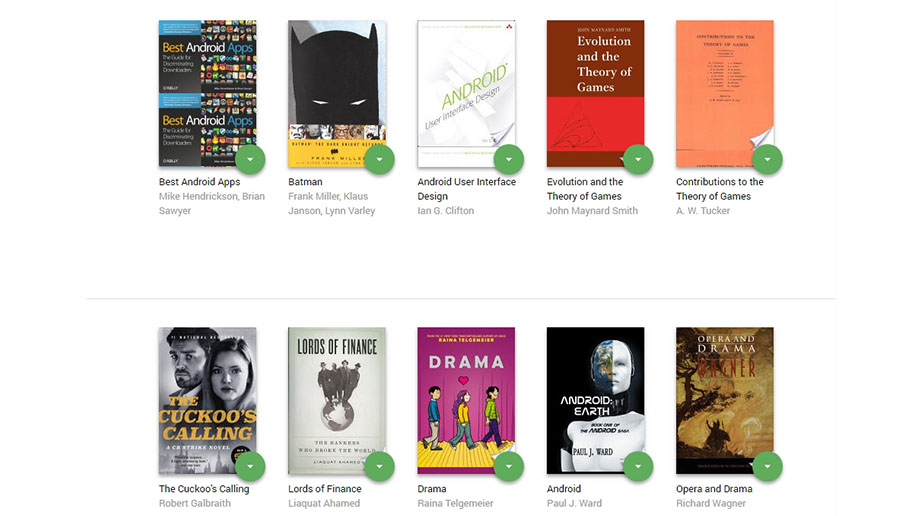 Best Android Apps
The Guide for
Discriminating
Downloaders
O'REILLY
Best Android Apps
The Guide for
Discriminating
Downloaders
O'REILLY
BATMAN: THE DARK KNIGHT RETURNS
FRANK MILLER
ANDROID™
User Interface Design
JOHN MAYNARD SMITH
Evolution
and the
Theory of
Games
CONTRIBUTIONS TO THE
THEORY OF GAMES
Best Android Apps
Mike Hendrickson, Brian
Sawyer
Batman
Frank Miller, Klaus
Janson, Lynn Varley
Android User Interface
Design
Ian G. Clifton
Evolution and the
Theory of Games
John Maynard Smith
Contributions to the
Theory of Games
A. W. Tucker
#1 NATIONAL
THE
CUCKOO'S
CALLING
A CB STRIKE NOVEL
LORDS OF FINANCE
THE BANKERS
WHO BROKE THE WORLD
LIAQUAT AHAMED
RAINA TELGEMEIER
DRAMA
ANDROID:
EARTH
BOOK ONE OF
THE ANDROID SAGA
PAUL J. WARD
OPERA AND
DRAMA
WAGNER
The Cuckoo's Calling
Robert Galbraith
Lords of Finance
Liaquat Ahamed
Drama
Raina Telgemeier
Android
Paul J. Ward
Opera and Drama
Richard Wagner